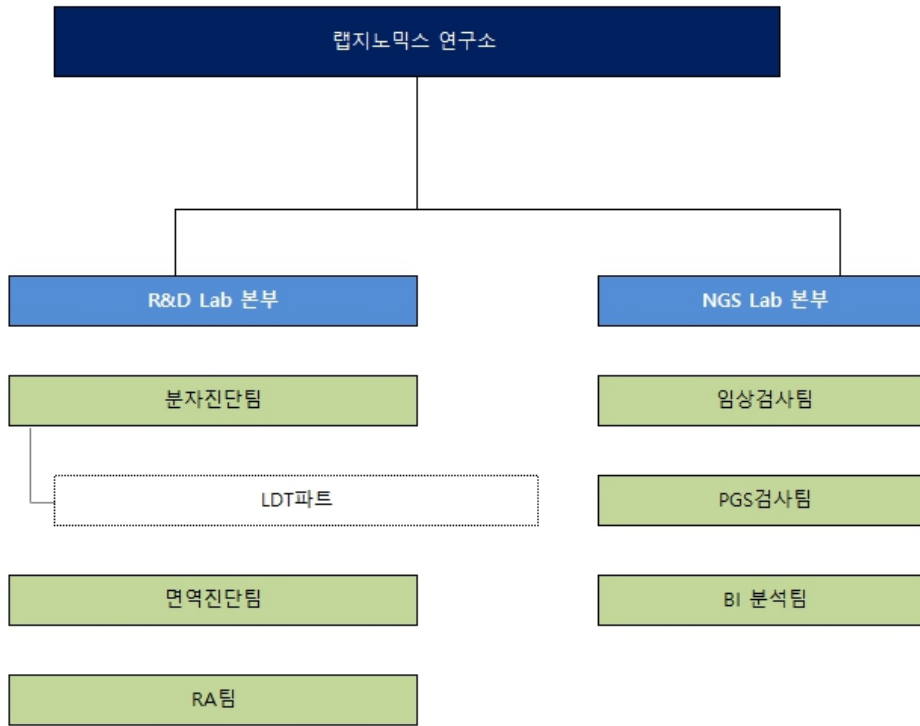 랩지노믹스 연구소
R&D Lab 본부
NGS Lab 본부
분자진단팀
임상검사팀
LDT파트
PGS검사팀
면역진단팀
BI 분석팀
RA팀